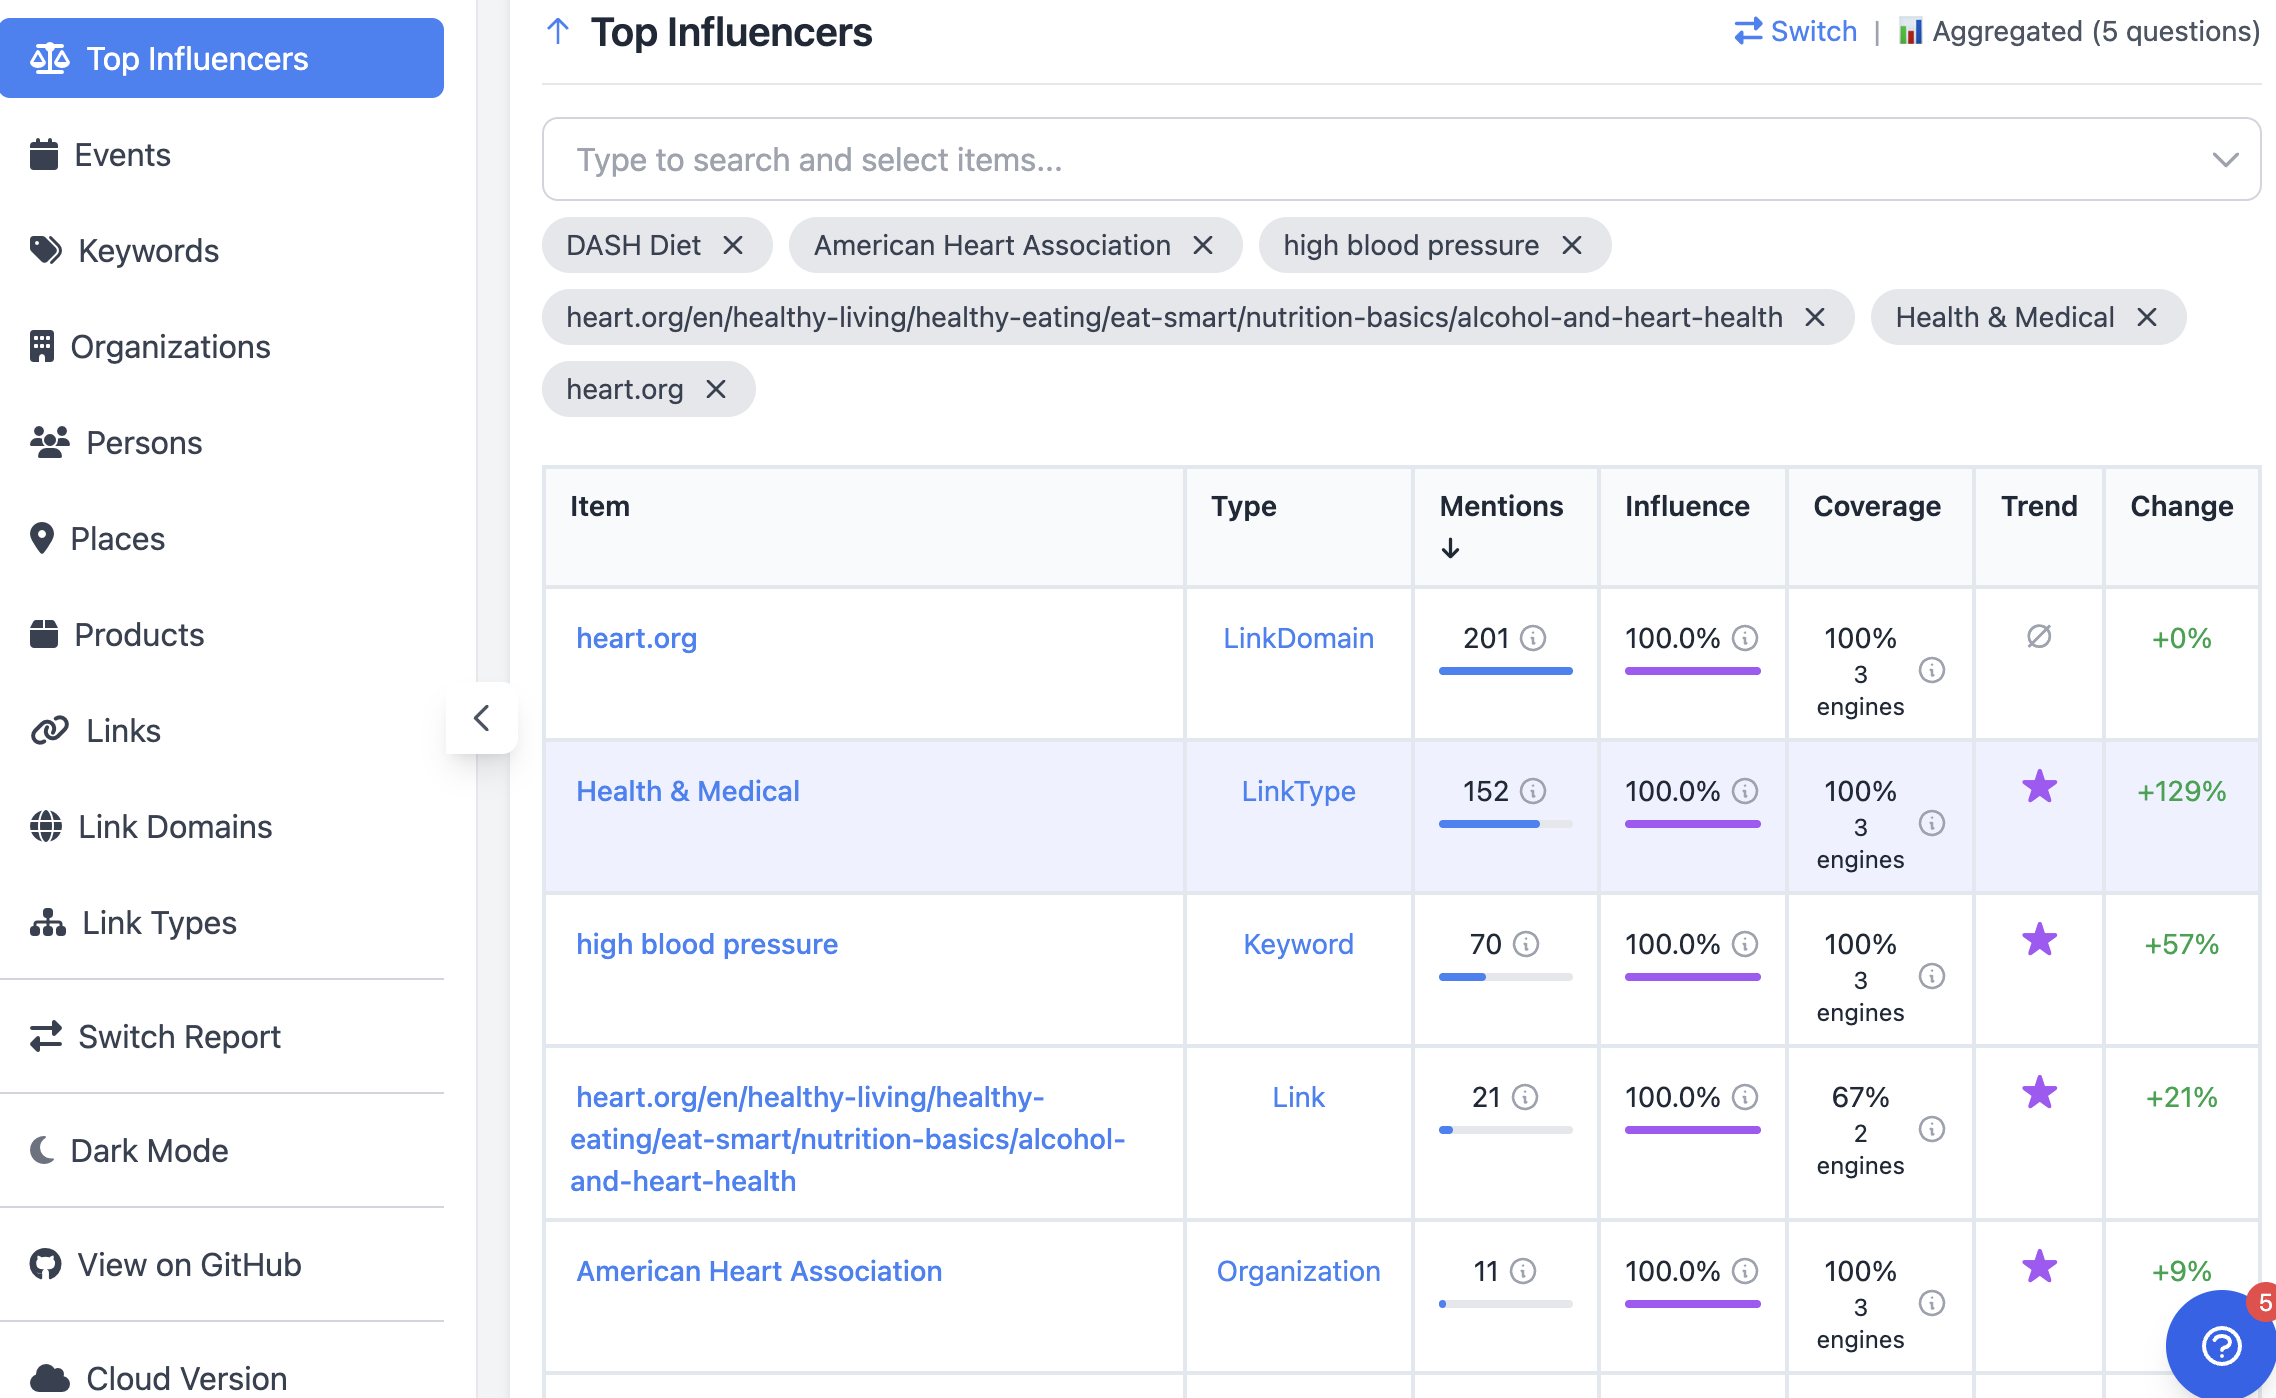 Top Influencers
Events
Keywords
Organizations
Persons
Places
Products
Links
Link Domains
Link Types
Switch Report
Dark Mode
View on GitHub
Cloud Version
↑ Top Influencers
Switch | Aggregated (5 questions)
Type to search and select items...
DASH Diet ✕ American Heart Association ✕ high blood pressure ✕
heart.org/en/healthy-living/healthy-eating/eat-smart/nutrition-basics/alcohol-and-heart-health ✕ Health & Medical ✕
heart.org ✕
Item Type Mentions ↓ Influence Coverage Trend Change
heart.org LinkDomain 201 100.0% 100% ∅ +0%
3
engines
Health & Medical LinkType 152 100.0% 100% ★ +129%
3
engines
high blood pressure Keyword 70 100.0% 100% ★ +57%
3
engines
heart.org/en/healthy-living/healthy- Link 21 100.0% 67% ★ +21%
eating/eat-smart/nutrition-basics/alcohol- 2
and-heart-health engines
American Heart Association Organization 11 100.0% 100% ★ +9%
3
engines
5
?